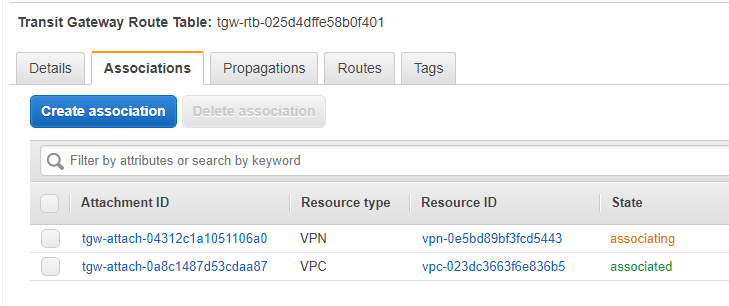 Transit Gateway Route Table: tgw-rtb-025d4dffe58b0f401
Details Associations Propagations Routes Tags
Create association Delete association
Filter by attributes or search by keyword
Attachment ID Resource type Resource ID State
tgw-attach-04312c1a1051106a0 VPN vpn-0e5bd89bf3fcd5443 associating
tgw-attach-0a8c1487d53cdaa87 VPC vpc-023dc3663f6e836b5 associated